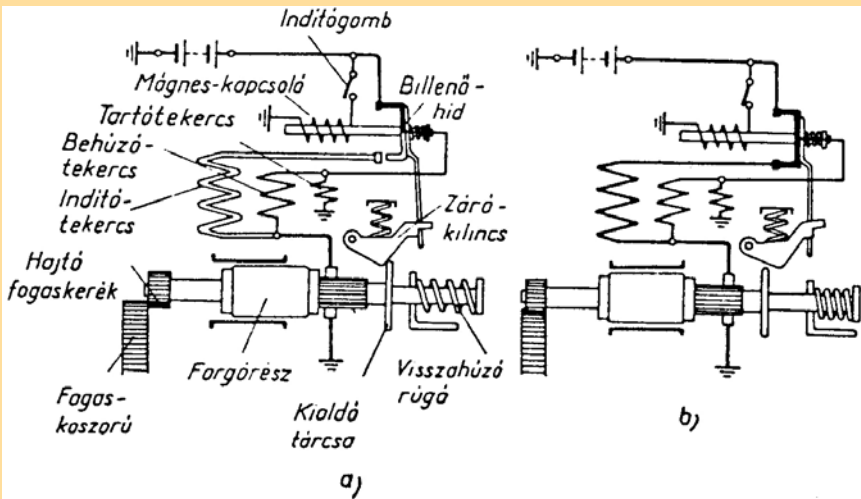 Indítógomb
Mágnes-kapcsoló
Billenő-
híd
Tartótekercs
Behúzó-
tekercs
Indító-
tekercs
Záró-
kilincs
Hajtó
fogaskerék
Forgórész
Visszahúzó
rúgó
Fogas-
koszorú
Kioldó
tárcsa
a)
b)